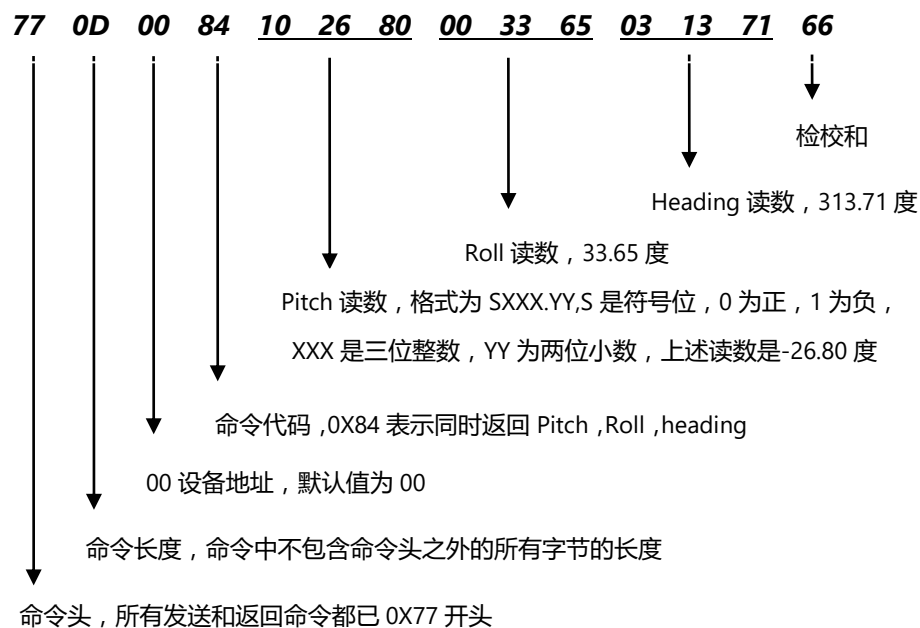 77 0D 00 84 10 26 80 00 33 65 03 13 71 66
检校和
Heading 读数，313.71 度
Roll 读数，33.65 度
Pitch 读数，格式为 SXXX.YY,S 是符号位，0 为正，1 为负，
XXX 是三位整数，YY 为两位小数，上述读数是-26.80 度
命令代码 ,0X84 表示同时返回 Pitch ,Roll ,heading
00 设备地址，默认值为 00
命令长度，命令中不包含命令头之外的所有字节的长度
命令头，所有发送和返回命令都已 0X77 开头